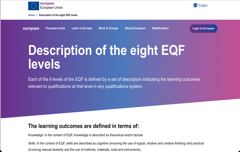 europass
European Union
English
Home > Description of the eight EQF levels
europass
Europass tools
Learn in Europe
Work in Europe
About Europass
Stakeholders
Log in to Europass
Description of the eight EQF
levels
Each of the 8 levels of the EQF is defined by a set of descriptors indicating the learning outcomes
relevant to qualifications at that level in any qualifications system.
The learning outcomes are defined in terms of:
Knowledge: In the context of EQF, knowledge is described as theoretical and/or factual.
Skills: In the context of EQF, skills are described as cognitive (involving the use of logical, intuitive and creative thinking) and practical
(involving manual dexterity and the use of methods, materials, tools and instruments).